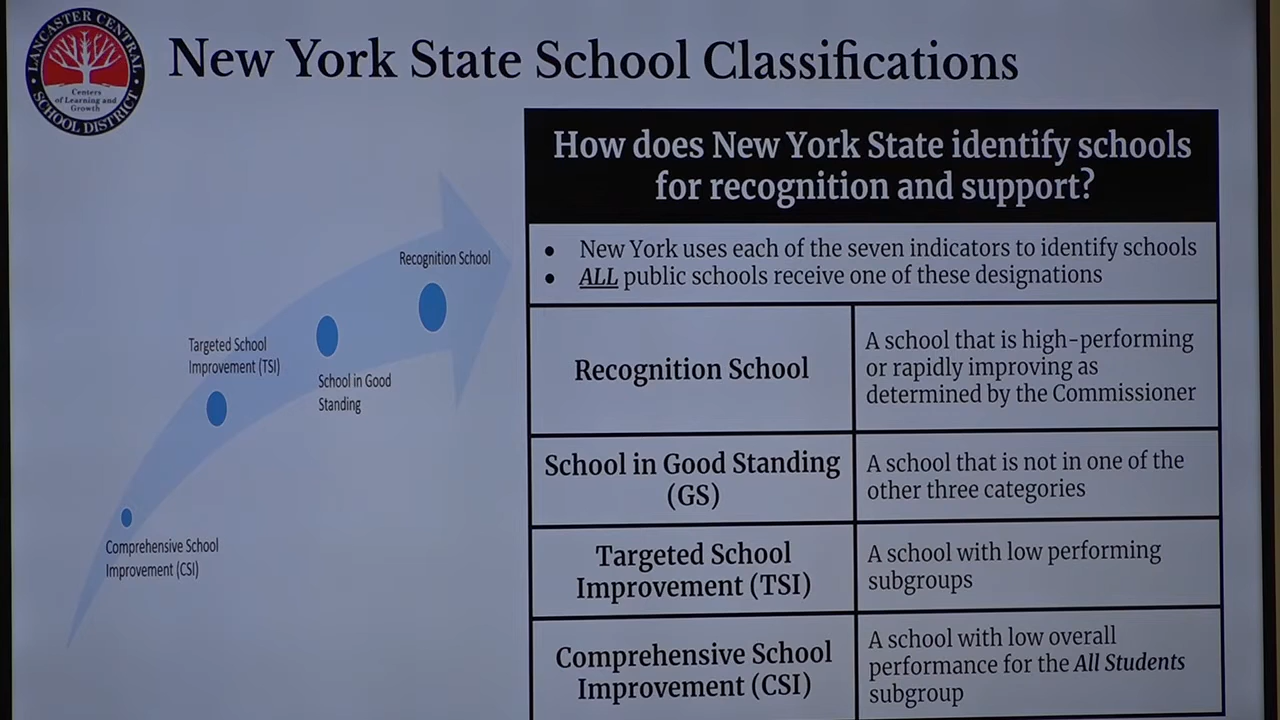 LANCASTER CENTRAL
SCHOOL DISTRICT
Centers
of Learning and
Growth
New York State School Classifications
Recognition School
Targeted School
Improvement (TSI)
School in Good
Standing
Comprehensive School
Improvement (CSI)
How does New York State identify schools
for recognition and support?
• New York uses each of the seven indicators to identify schools
• ALL public schools receive one of these designations
Recognition School
A school that is high-performing
or rapidly improving as
determined by the Commissioner
School in Good Standing
(GS)
A school that is not in one of the
other three categories
Targeted School
Improvement (TSI)
A school with low performing
subgroups
Comprehensive School
Improvement (CSI)
A school with low overall
performance for the All Students
subgroup